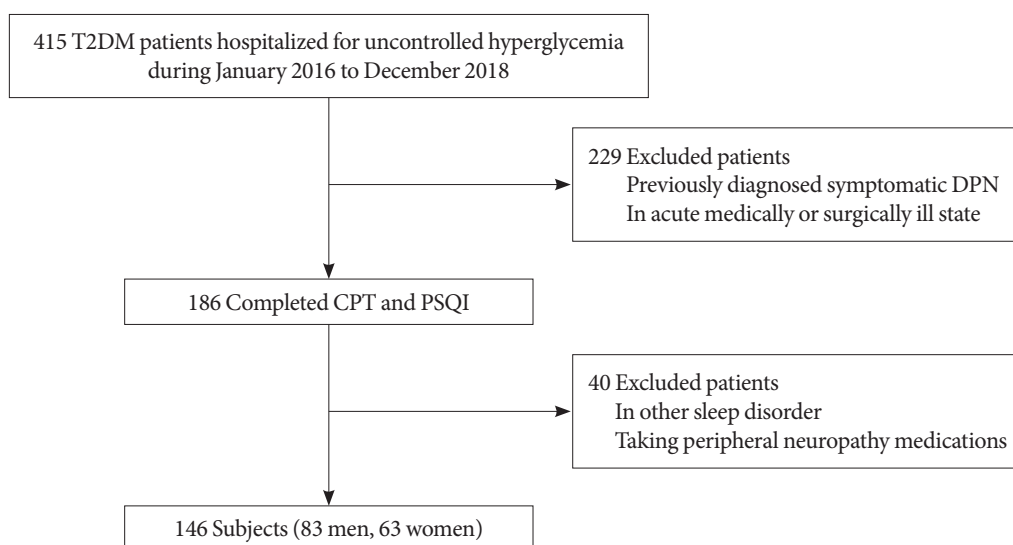 415 T2DM patients hospitalized for uncontrolled hyperglycemia
during January 2016 to December 2018
229 Excluded patients
Previously diagnosed symptomatic DPN
In acute medically or surgically ill state
186 Completed CPT and PSQI
40 Excluded patients
In other sleep disorder
Taking peripheral neuropathy medications
146 Subjects (83 men, 63 women)